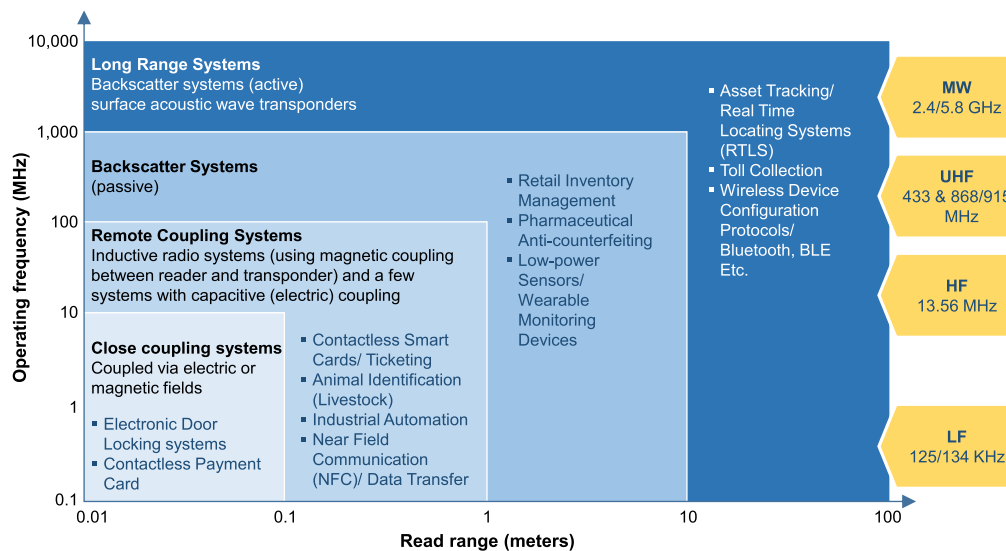 Operating frequency (MHz)
10,000
1,000
100
10
1
0.1
Long Range Systems
Backscatter systems (active)
surface acoustic wave transponders
Backscatter Systems
(passive)
Remote Coupling Systems
Inductive radio systems (using magnetic coupling
between reader and transponder) and a few
systems with capacitive (electric) coupling
Close coupling systems
Coupled via electric or
magnetic fields
▪ Electronic Door
Locking systems
▪ Contactless Payment
Card
▪ Contactless Smart
Cards/ Ticketing
▪ Animal Identification
(Livestock)
▪ Industrial Automation
▪ Near Field
Communication
(NFC)/ Data Transfer
▪ Retail Inventory
Management
▪ Pharmaceutical
Anti-counterfeiting
▪ Low-power
Sensors/
Wearable
Monitoring
Devices
▪ Asset Tracking/
Real Time
Locating Systems
(RTLS)
▪ Toll Collection
▪ Wireless Device
Configuration
Protocols/
Bluetooth, BLE
Etc.
MW
2.4/5.8 GHz
UHF
433 & 868/915
MHz
HF
13.56 MHz
LF
125/134 KHz
0.01
0.1
1
10
100
Read range (meters)